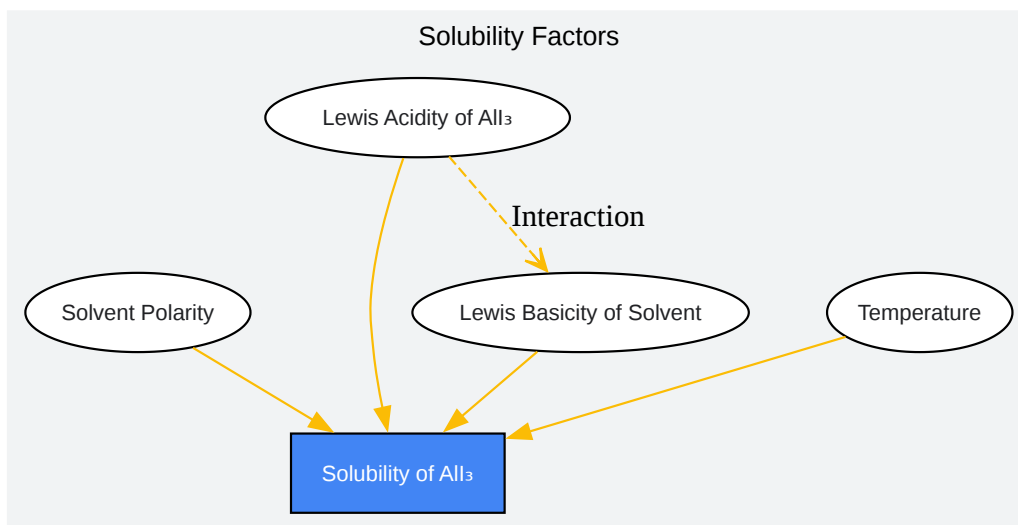 Solubility Factors
Lewis Acidity of AlI₃
Interaction
Solvent Polarity
Lewis Basicity of Solvent
Temperature
Solubility of AlI₃